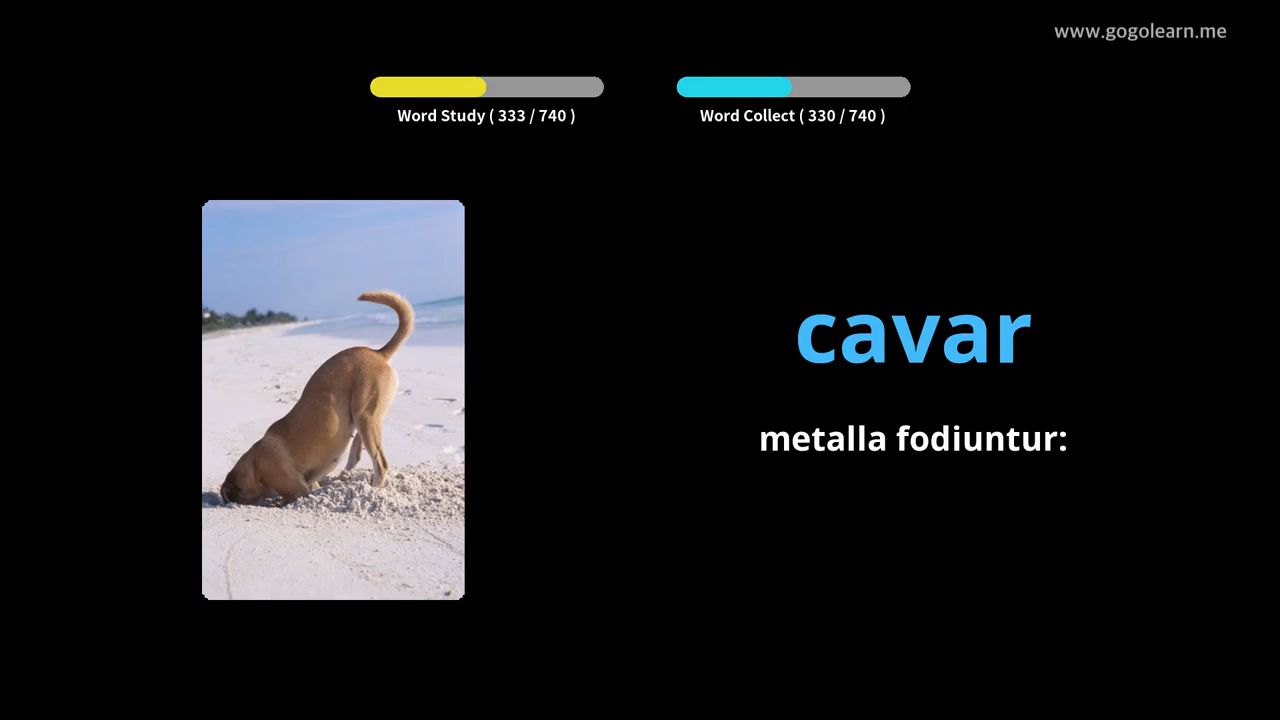 www.gogolearn.me
Word Study ( 333 / 740 )
Word Collect ( 330 / 740 )
cavar
metalla fodiuntur: